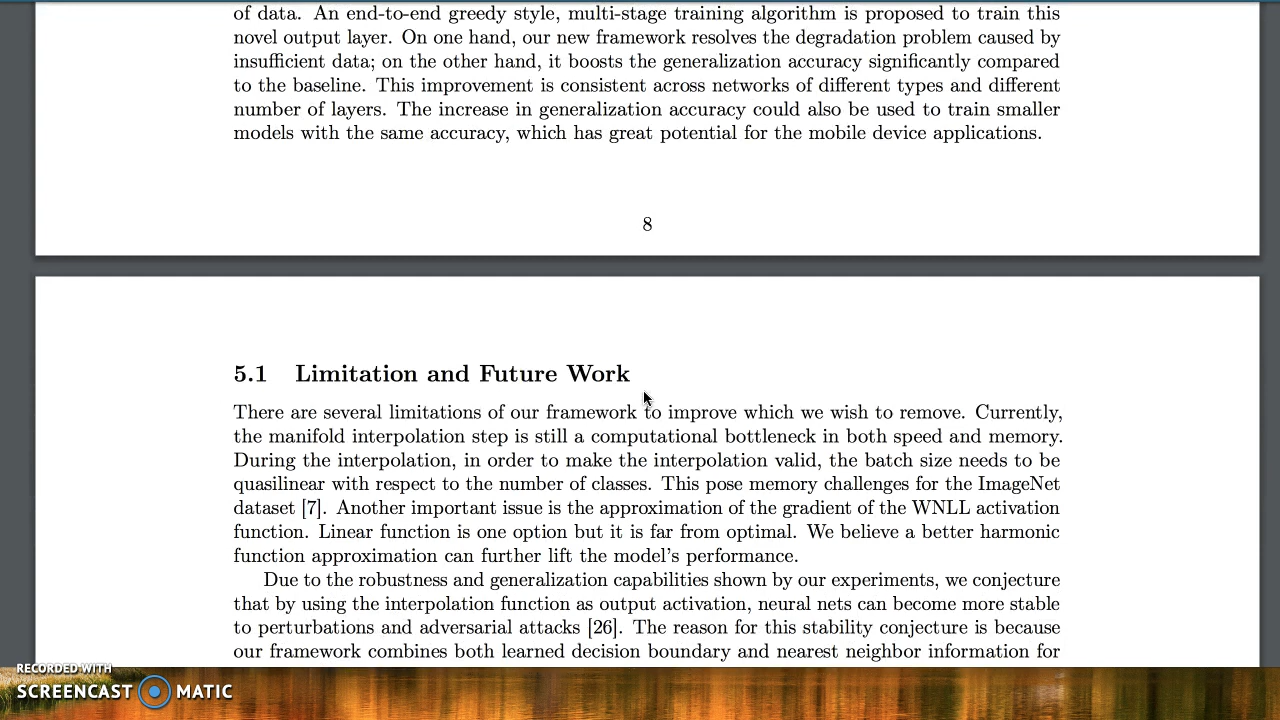 of data. An end-to-end greedy style, multi-stage training algorithm is proposed to train this
novel output layer. On one hand, our new framework resolves the degradation problem caused by
insufficient data; on the other hand, it boosts the generalization accuracy significantly compared
to the baseline. This improvement is consistent across networks of different types and different
number of layers. The increase in generalization accuracy could also be used to train smaller
models with the same accuracy, which has great potential for the mobile device applications.
8
5.1 Limitation and Future Work
There are several limitations of our framework to improve which we wish to remove. Currently,
the manifold interpolation step is still a computational bottleneck in both speed and memory.
During the interpolation, in order to make the interpolation valid, the batch size needs to be
quasilinear with respect to the number of classes. This pose memory challenges for the ImageNet
dataset [7]. Another important issue is the approximation of the gradient of the WNLL activation
function. Linear function is one option but it is far from optimal. We believe a better harmonic
function approximation can further lift the model's performance.
Due to the robustness and generalization capabilities shown by our experiments, we conjecture
that by using the interpolation function as output activation, neural nets can become more stable
to perturbations and adversarial attacks [26]. The reason for this stability conjecture is because
our framework combines both learned decision boundary and nearest neighbor information for
RECORDED WITH
SCREENCAST MATIC